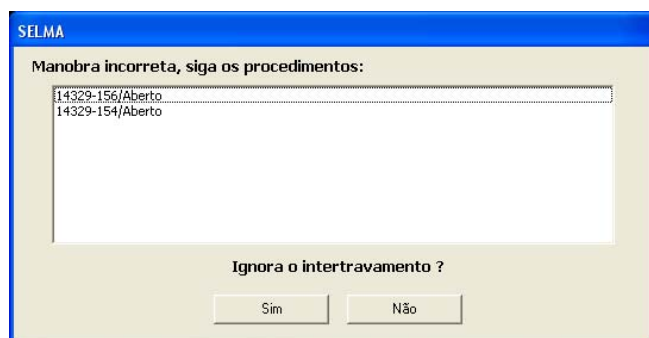 SELMA
Manobra incorreta, siga os procedimentos:
14329-156/Aberto
14329-154/Aberto
Ignora o intertravamento ?
Sim Não